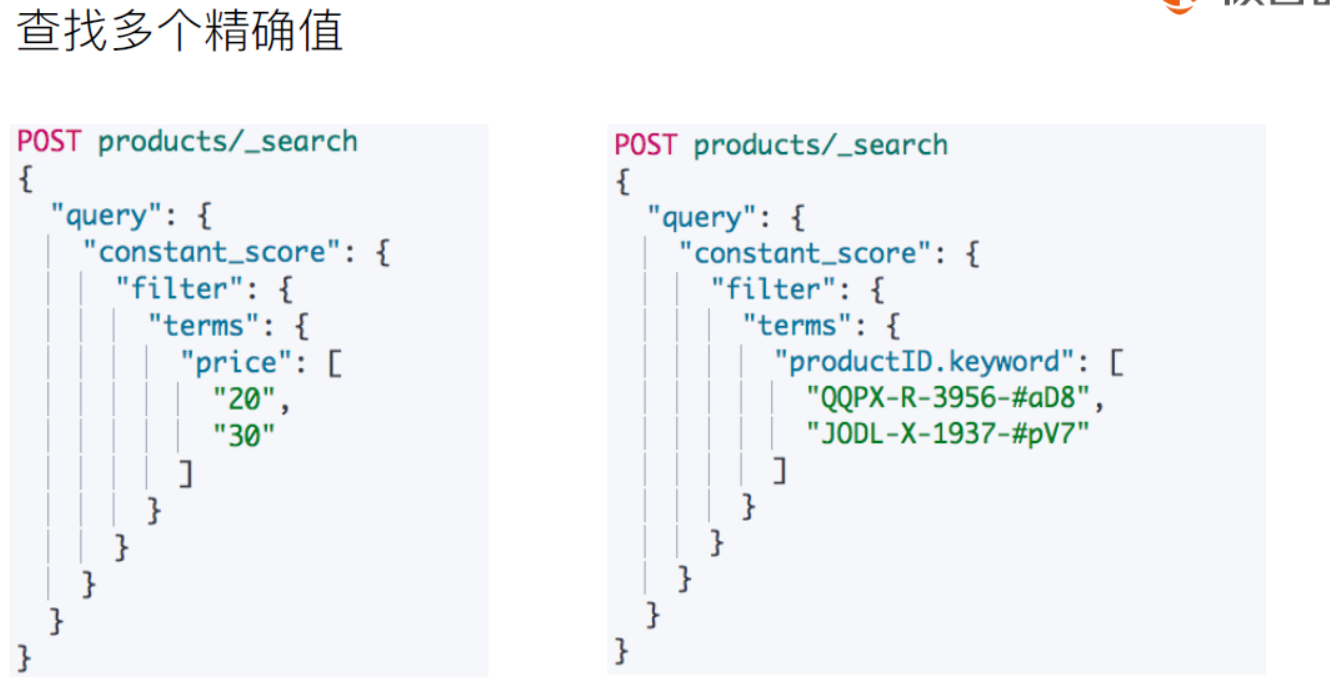 查找多个精确值
POST products/_search
{
  "query": {
    "constant_score": {
      "filter": {
        "terms": {
          "price": [
            "20",
            "30"
          ]
        }
      }
    }
  }
}
POST products/_search
{
  "query": {
    "constant_score": {
      "filter": {
        "terms": {
          "productID.keyword": [
            "QQPX-R-3956-#aD8",
            "JODL-X-1937-#pV7"
          ]
        }
      }
    }
  }
}